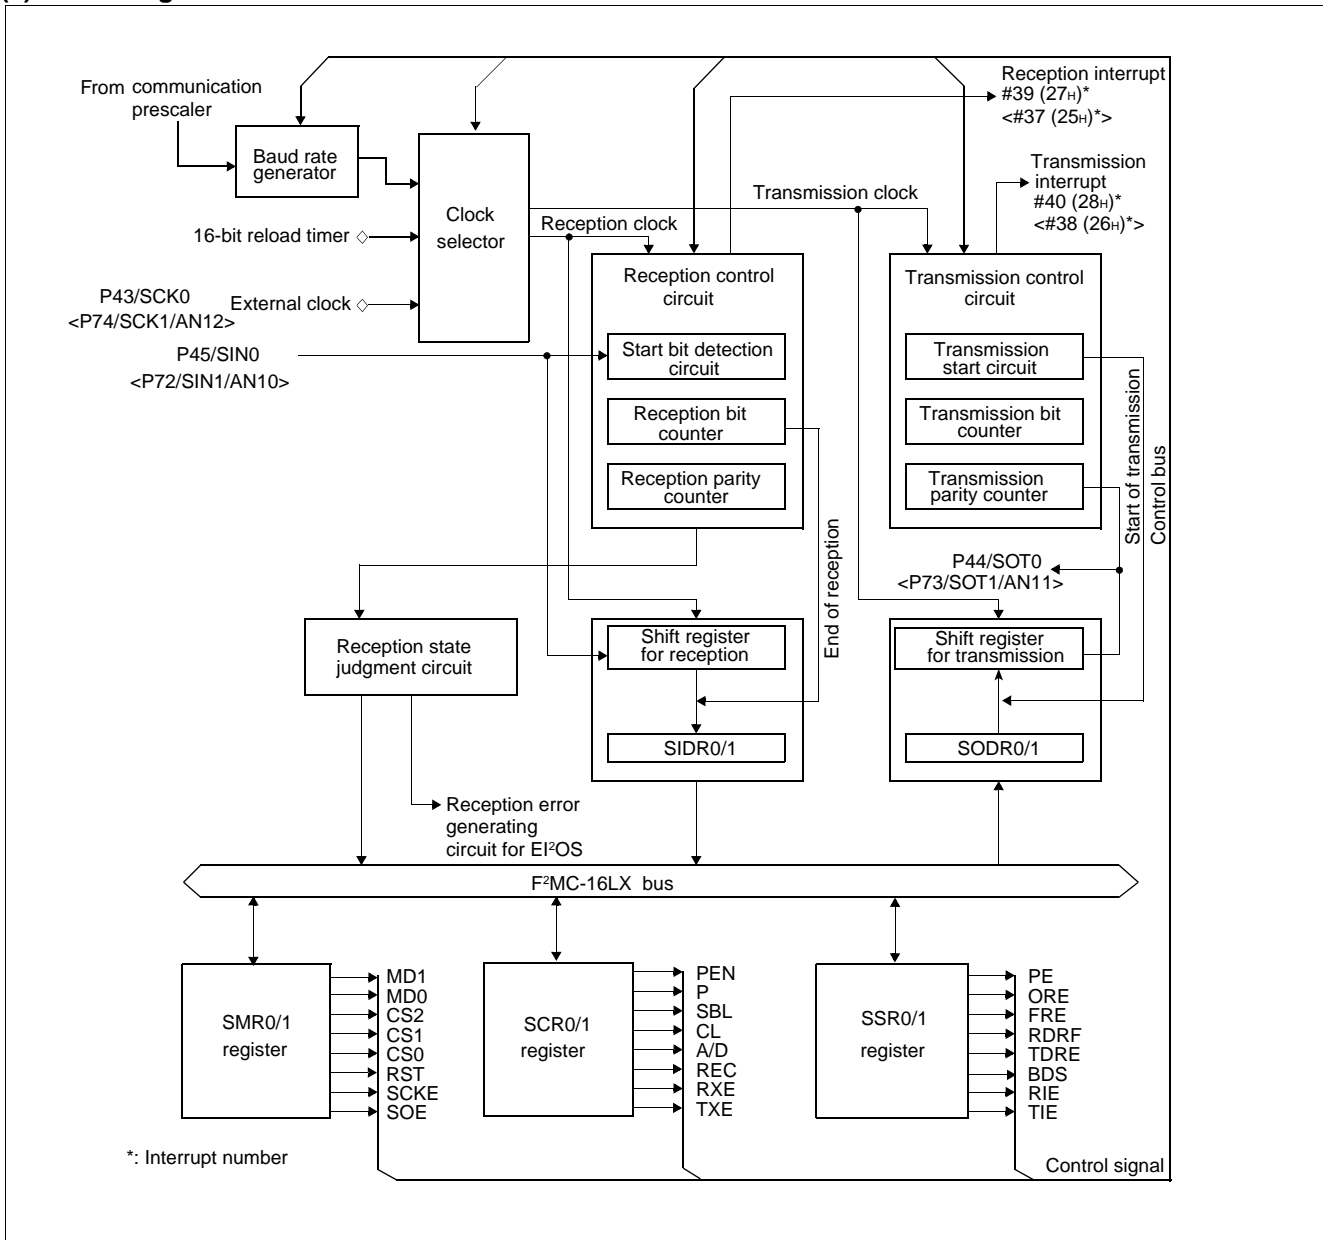 From communication
prescaler
Baud rate
generator
Clock
selector
16-bit reload timer
P43/SCK0
<P74/SCK1/AN12>
External clock
P45/SIN0
<P72/SIN1/AN10>
Reception clock
Transmission clock
Reception interrupt
#39 (27H)*
<#37 (25H)*>
Transmission
interrupt
#40 (28H)*
<#38 (26H)*>
Reception control
circuit
Start bit detection
circuit
Reception bit
counter
Reception parity
counter
Transmission control
circuit
Transmission
start circuit
Transmission bit
counter
Transmission
parity counter
Start of transmission
Control bus
End of reception
P44/SOT0
<P73/SOT1/AN11>
Reception state
judgment circuit
Shift register
for reception
SIDR0/1
Shift register
for transmission
SODR0/1
Reception error
generating
circuit for EI²OS
F²MC-16LX bus
SMR0/1
register
MD1
MD0
CS2
CS1
CS0
RST
SCKE
SOE
SCR0/1
register
PEN
P
SBL
CL
A/D
REC
RXE
TXE
SSR0/1
register
PE
ORE
FRE
RDRF
TDRE
BDS
RIE
TIE
*: Interrupt number
Control signal